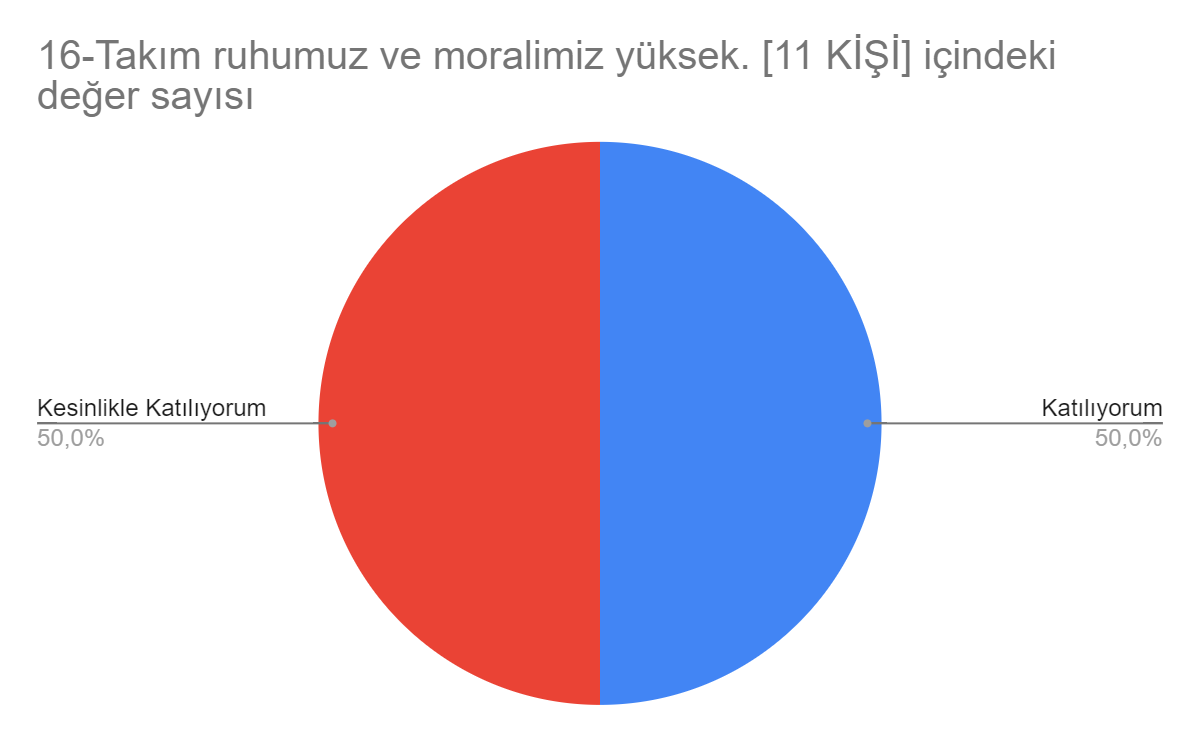 16-Takım ruhumuz ve moralimiz yüksek. [11 KİŞİ] içindeki
değer sayısı
Kesinlikle Katılıyorum
50,0%
Katılıyorum
50,0%